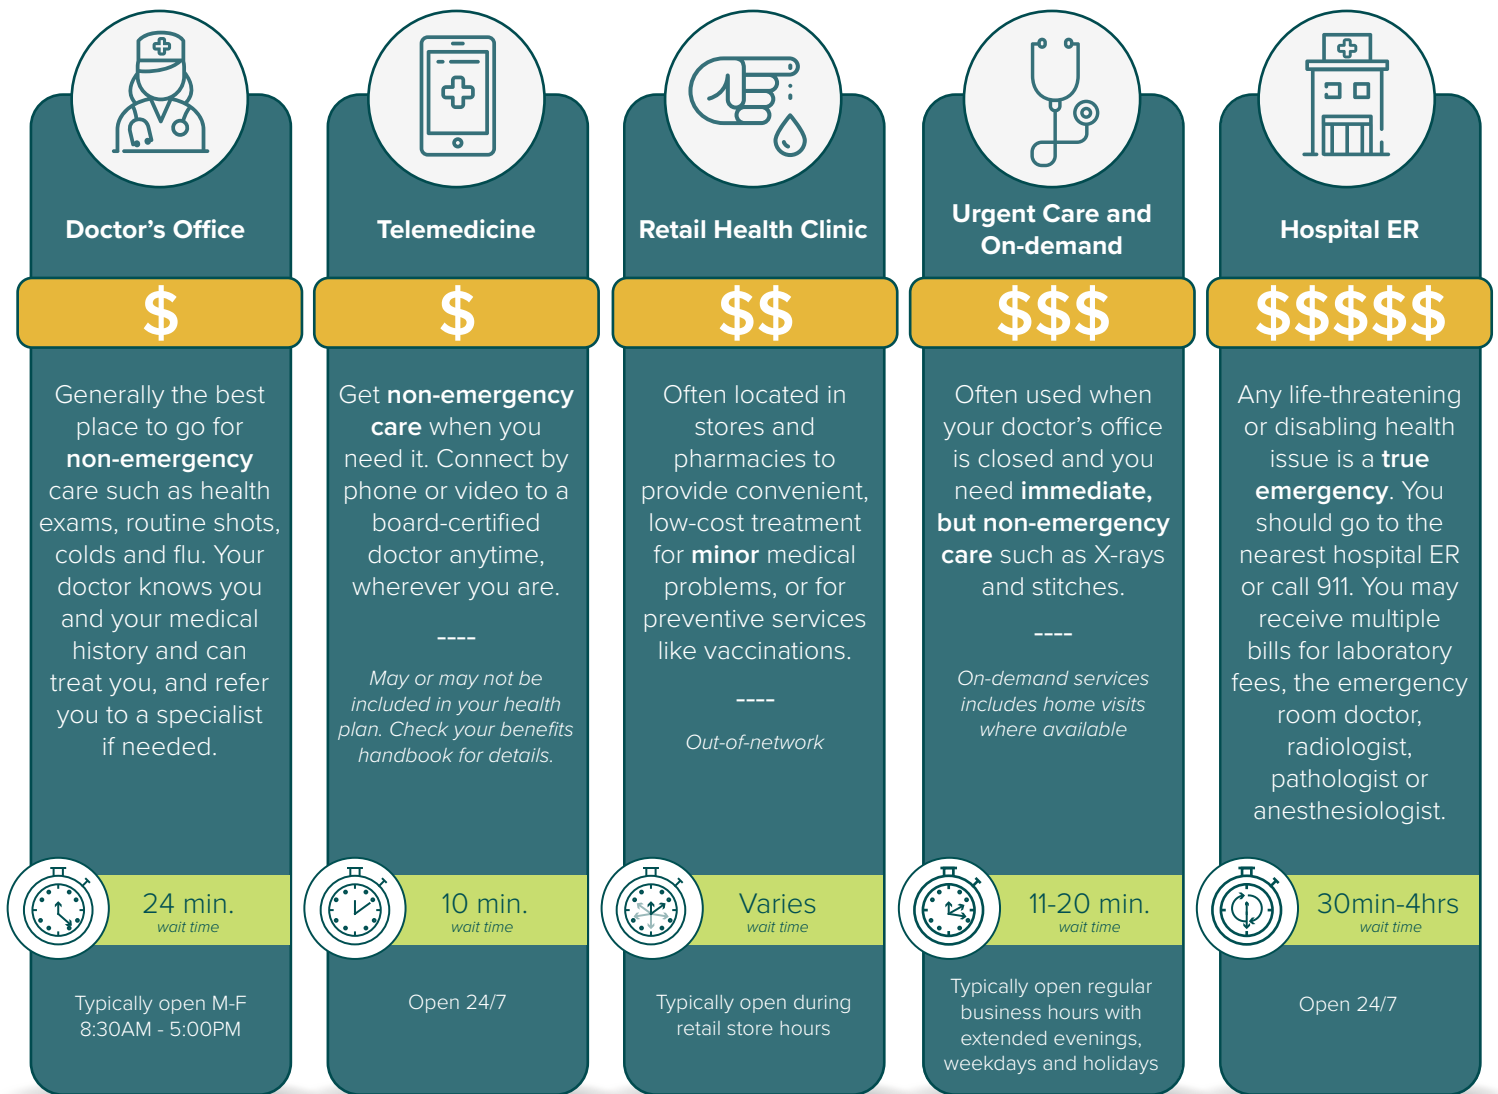 Doctor's Office
$
Generally the best
place to go for
non-emergency
care such as health
exams, routine shots,
colds and flu. Your
doctor knows you
and your medical
history and can
treat you, and refer
you to a specialist
if needed.
24 min.
wait time
Typically open M-F
8:30AM - 5:00PM
Telemedicine
$
Get non-emergency
care when you
need it. Connect by
phone or video to a
board-certified
doctor anytime,
wherever you are.
----
May or may not be
included in your health
plan. Check your benefits
handbook for details.
10 min.
wait time
Open 24/7
Retail Health Clinic
$$
Often located in
stores and
pharmacies to
provide convenient,
low-cost treatment
for minor medical
problems, or for
preventive services
like vaccinations.
----
Out-of-network
Varies
wait time
Typically open during
retail store hours
Urgent Care and
On-demand
$$$
Often used when
your doctor's office
is closed and you
need immediate,
but non-emergency
care such as X-rays
and stitches.
----
On-demand services
includes home visits
where available
11-20 min.
wait time
Typically open regular
business hours with
extended evenings,
weekdays and holidays
Hospital ER
$$$$$
Any life-threatening
or disabling health
issue is a true
emergency. You
should go to the
nearest hospital ER
or call 911. You may
receive multiple
bills for laboratory
fees, the emergency
room doctor,
radiologist,
pathologist or
anesthesiologist.
30min-4hrs
wait time
Open 24/7